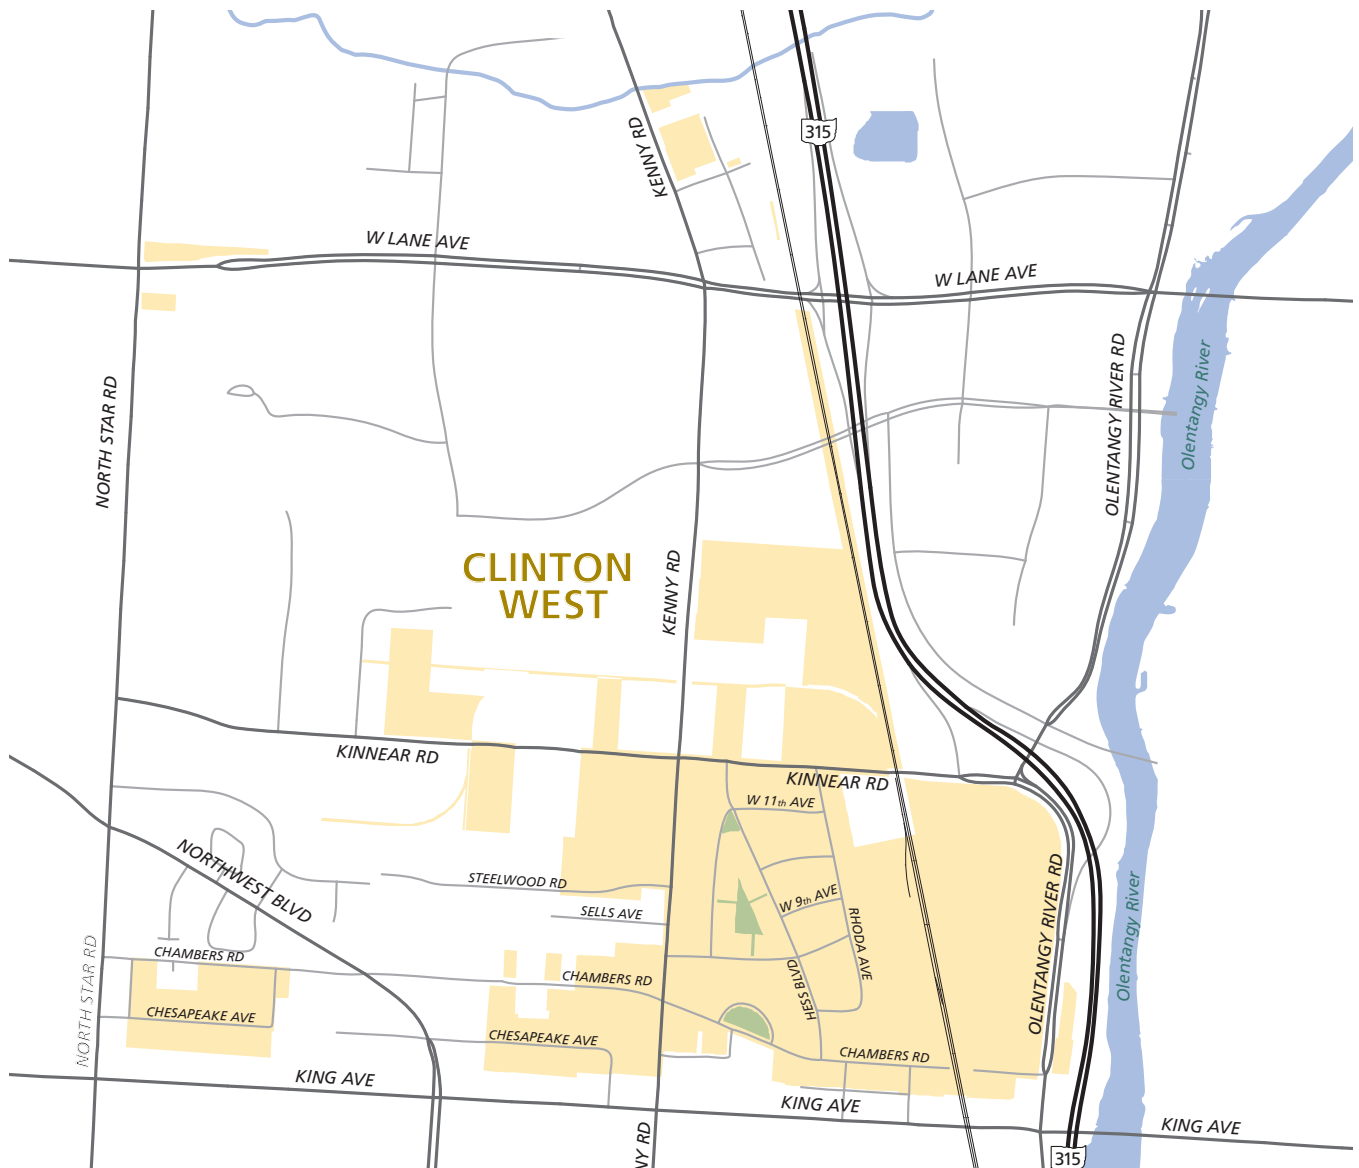 315
KENNY RD
W LANE AVE
W LANE AVE
NORTH STAR RD
OLENTANGY RIVER RD
Olentangy River
CLINTON
WEST
KENNY RD
KINNEAR RD
KINNEAR RD
W 11th AVE
NORTHWEST BLVD
STEELWOOD RD
W 9th AVE
SELLS AVE
RHODA AVE
OLENTANGY RIVER RD
Olentangy River
NORTH STAR RD
CHAMBERS RD
CHAMBERS RD
HESS BLVD
CHESAPEAKE AVE
CHESAPEAKE AVE
CHAMBERS RD
KING AVE
KING AVE
KING AVE
NY RD
315